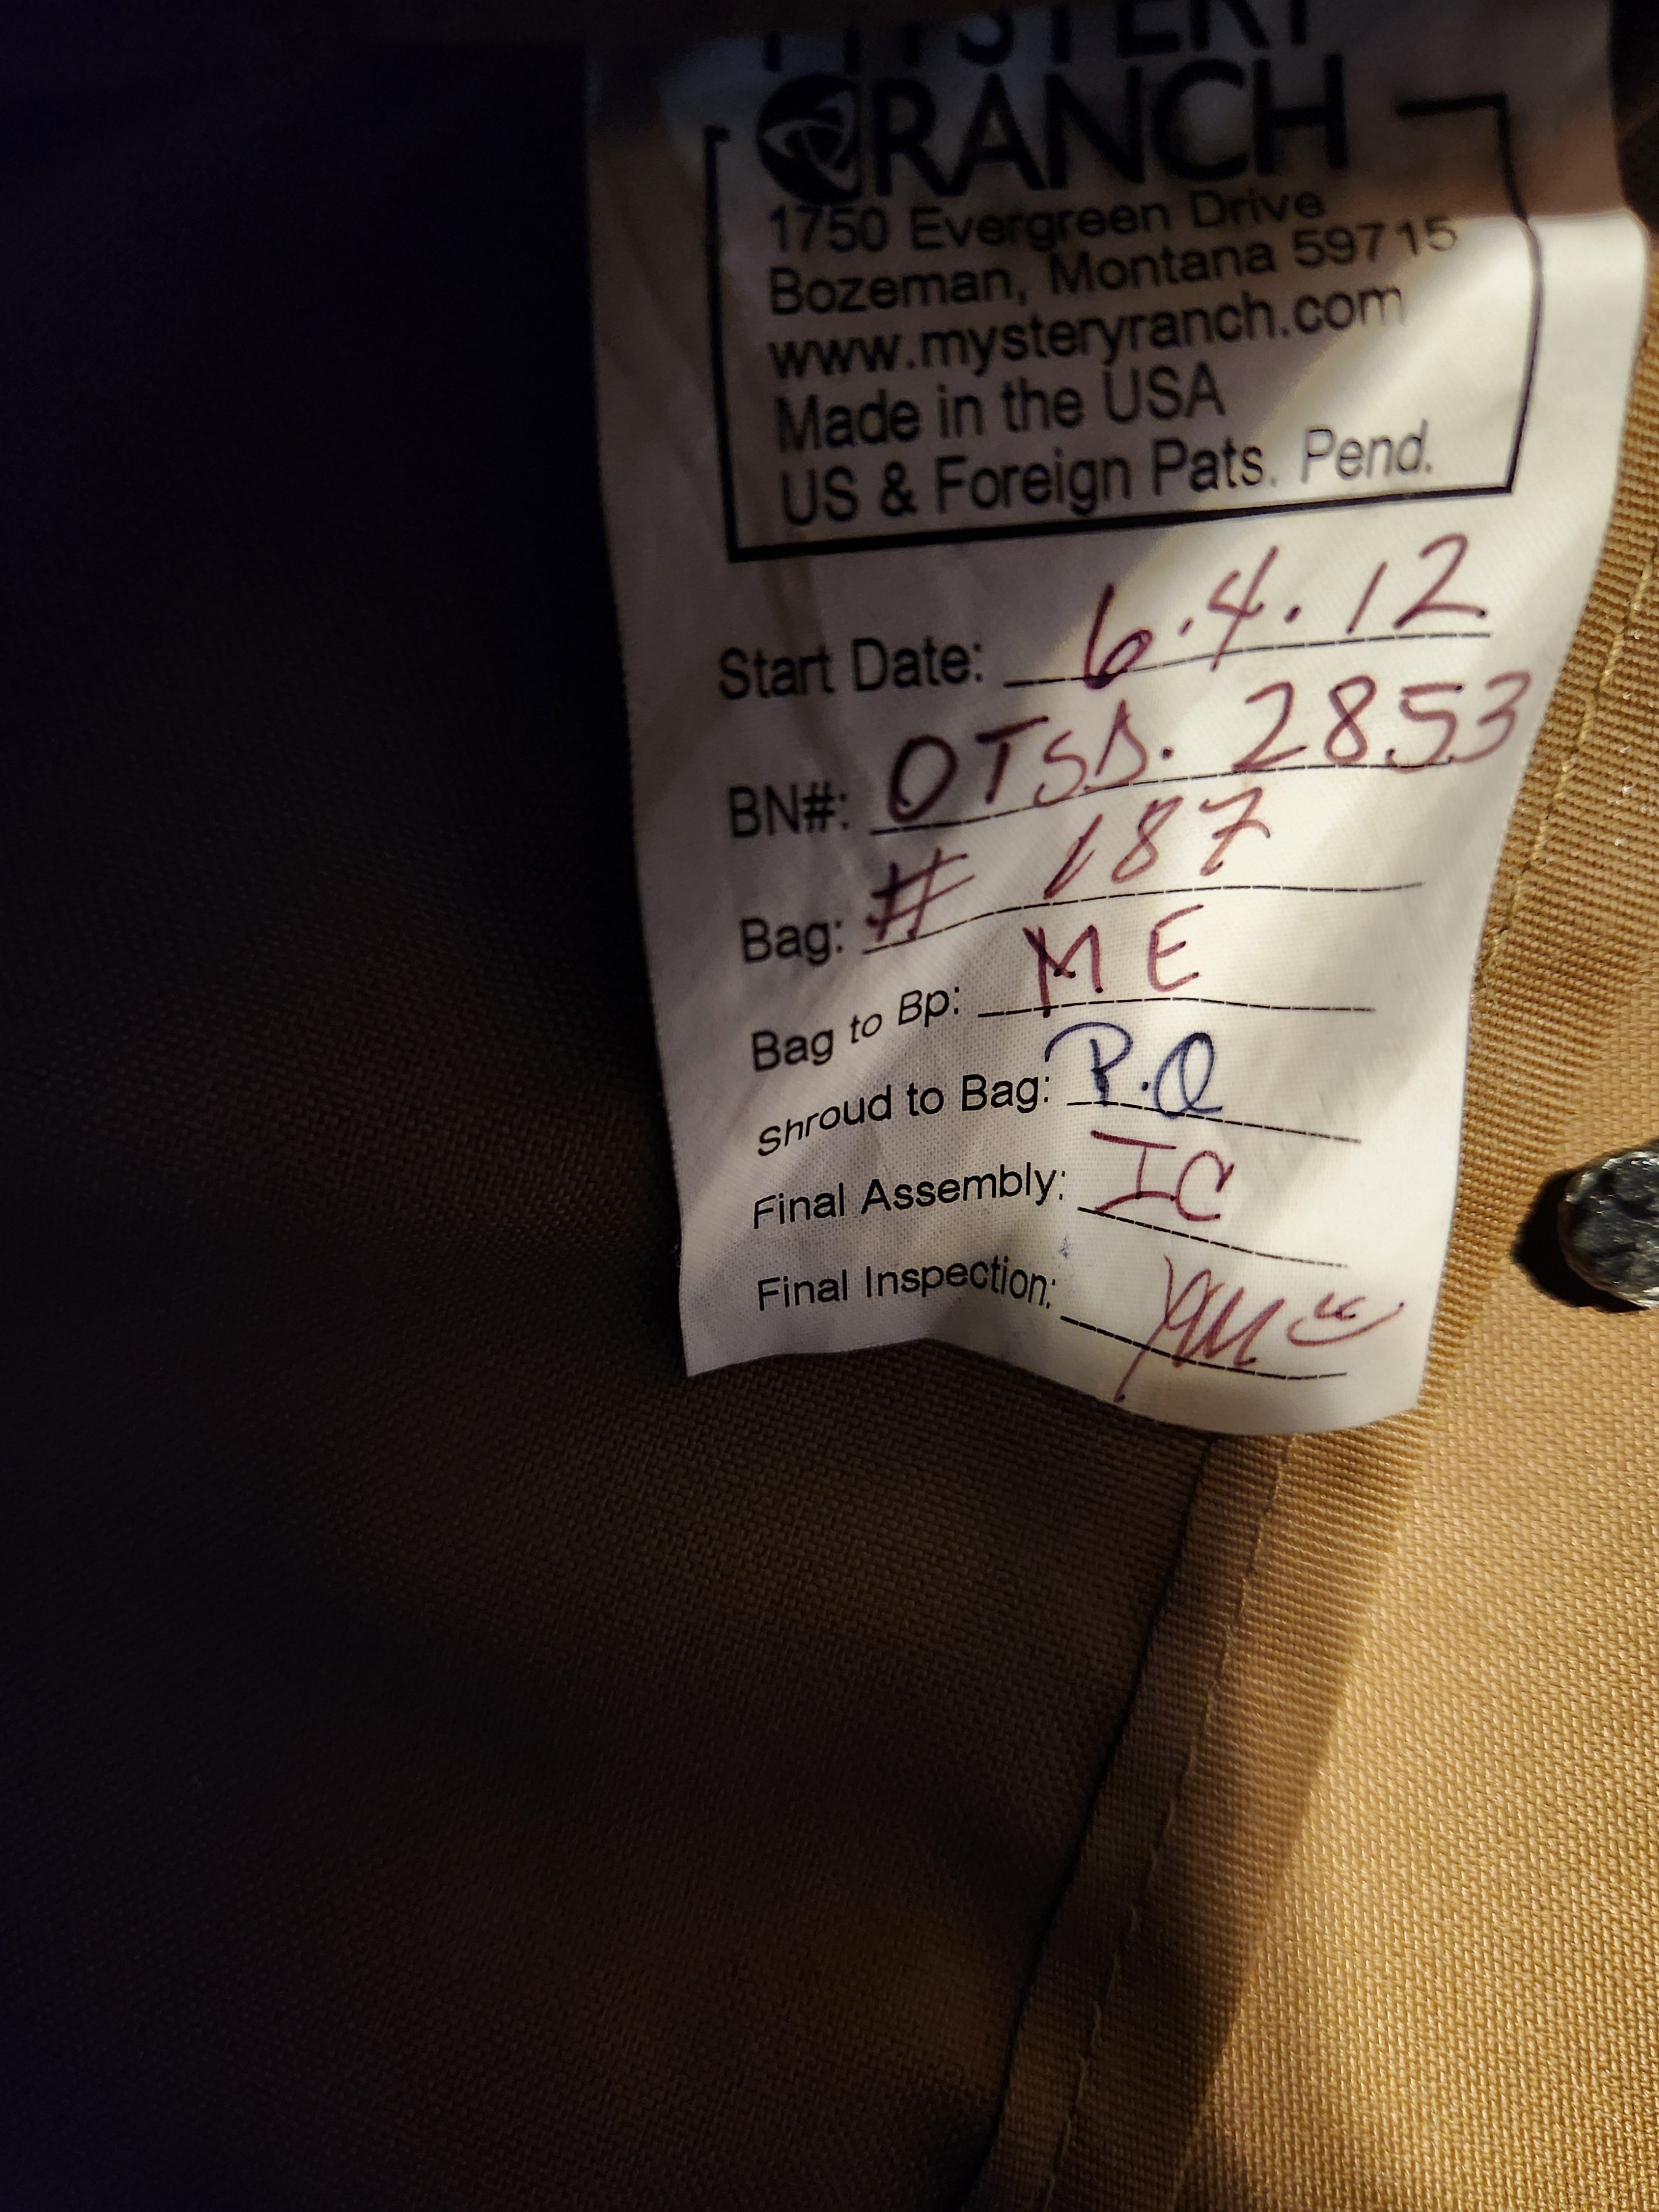 MYSTERY
RANCH
1750 Evergreen Drive
Bozeman, Montana 59715
www.mysteryranch.com
Made in the USA
US & Foreign Pats. Pend.
Start Date: 6.4.12
BN#: OTSD. 2853
Bag: # 187
Bag to Bp: ME
Shroud to Bag: P.Q
Final Assembly: IC
Final Inspection: